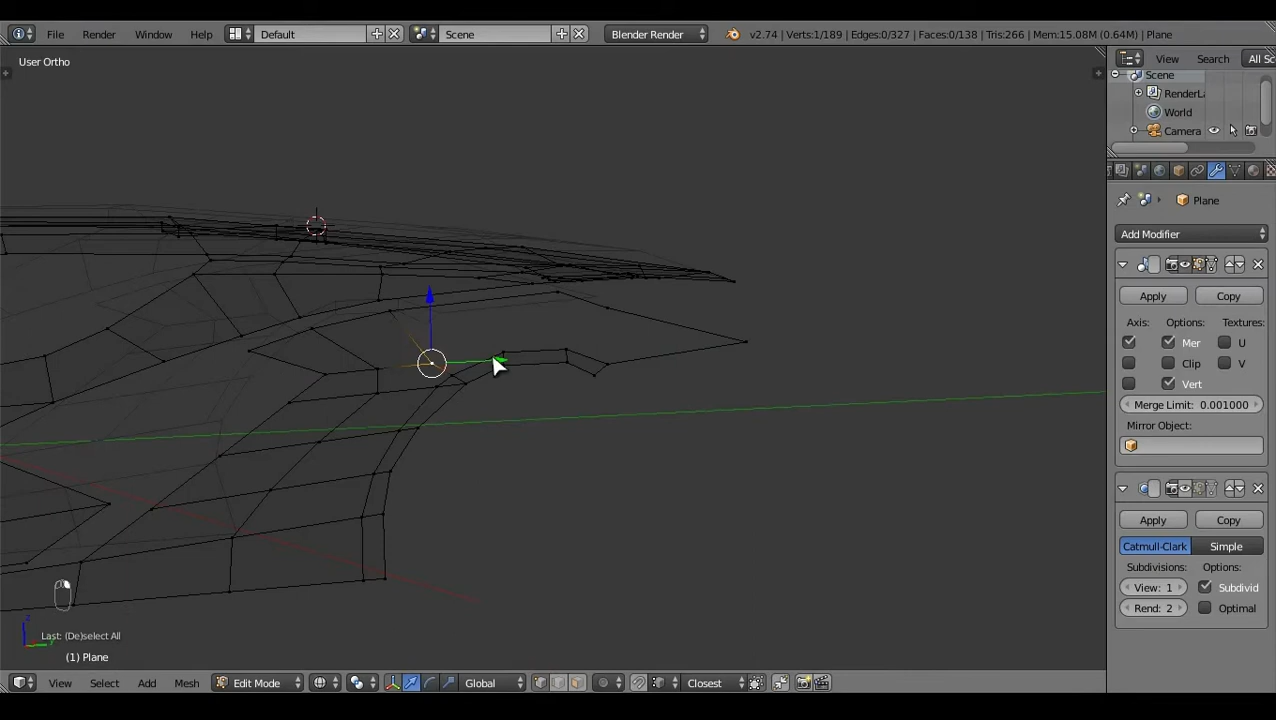 File Render Window Help Default Scene Blender Render v2.74 | Verts:1/189 | Edges:0/327 | Faces:0/138 | Tris:266 | Mem:15.08M (0.64M) | Plane
User Ortho
View Search All Sc
Scene
RenderLa
World
Camera
Plane
Add Modifier
Apply Copy
Axis: Options: Textures:
Mer U
Clip V
Vert
Merge Limit: 0.001000
Mirror Object:
Apply Copy
Catmull-Clark Simple
Subdivisions: Options:
View: 1 Subdivid
Rend: 2 Optimal
z
Last: (De)select All
(1) Plane
View Select Add Mesh Edit Mode Global Closest